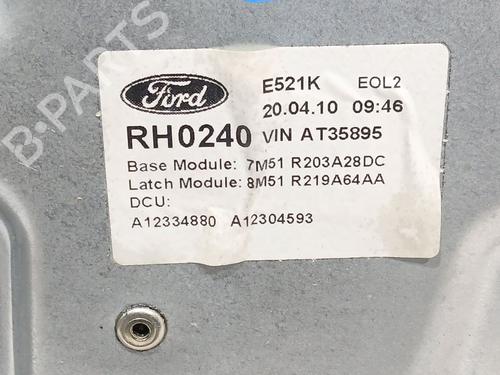 B-PARTS
Ford
E521K EOL2
20.04.10 09:46
RH0240 VIN AT35895
Base Module: 7M51 R203A28DC
Latch Module: 8M51 R219A64AA
DCU:
A12334880 A12304593